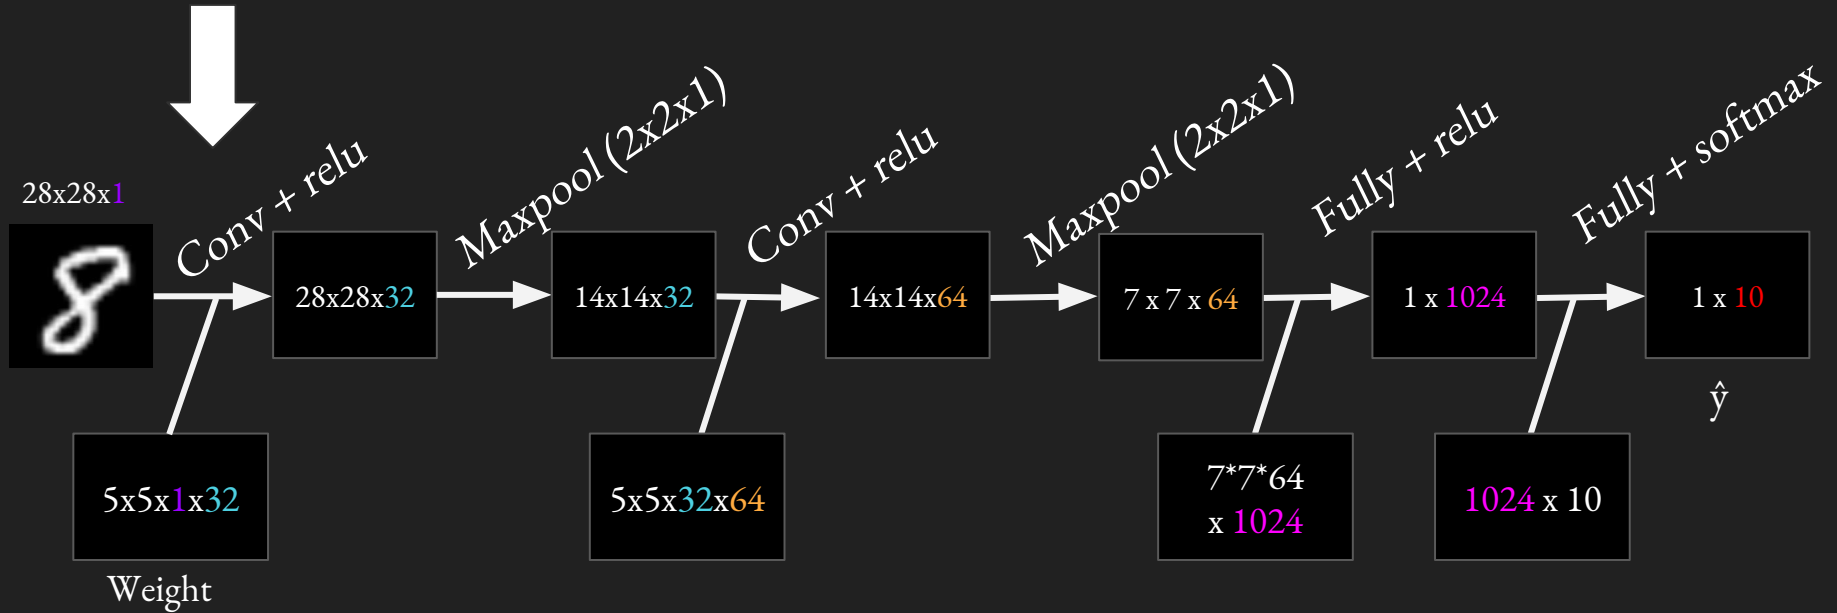 28x28x1
Conv + relu
Maxpool (2x2x1)
Conv + relu
Maxpool (2x2x1)
Fully + relu
Fully + softmax
28x28x32
14x14x32
14x14x64
7 x 7 x 64
1 x 1024
1 x 10
ŷ
5x5x1x32
5x5x32x64
7*7*64
x 1024
1024 x 10
Weight